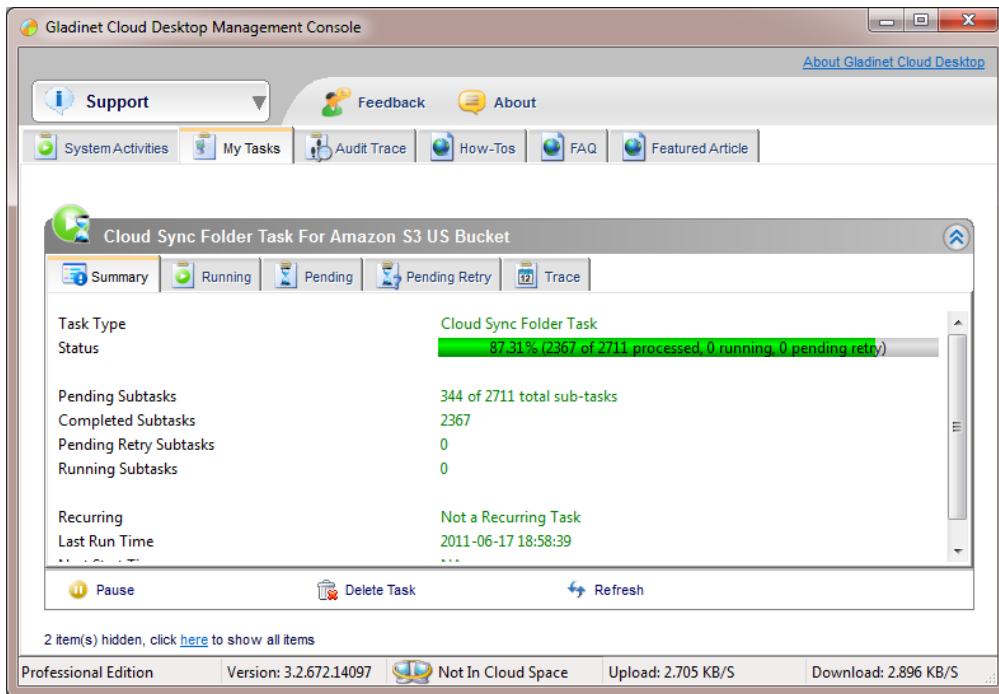 Gladinet Cloud Desktop Management Console
About Gladinet Cloud Desktop
Support Feedback About
System Activities My Tasks Audit Trace How-Tos FAQ Featured Article
Cloud Sync Folder Task For Amazon S3 US Bucket
Summary Running Pending Pending Retry Trace
Task Type Cloud Sync Folder Task
Status 87.31% (2367 of 2711 processed, 0 running, 0 pending retry)
Pending Subtasks 344 of 2711 total sub-tasks
Completed Subtasks 2367
Pending Retry Subtasks 0
Running Subtasks 0
Recurring Not a Recurring Task
Last Run Time 2011-06-17 18:58:39
Pause Delete Task Refresh
2 item(s) hidden, click here to show all items
Professional Edition Version: 3.2.672.14097 Not In Cloud Space Upload: 2.705 KB/S Download: 2.896 KB/S